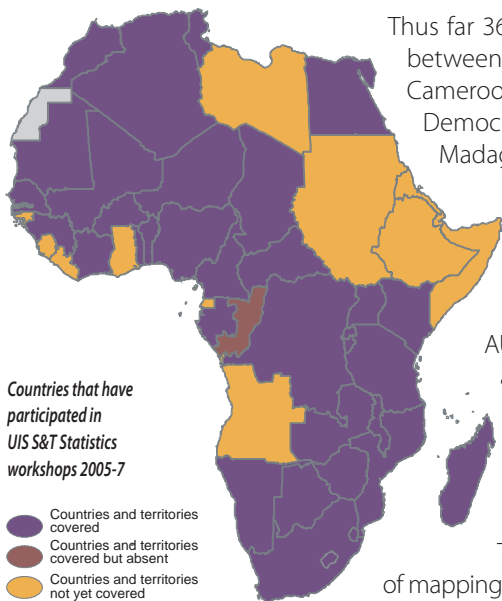 Thus far 36
between
Cameroo
Democ
Madag
AU
Countries that have
participated in
UIS S&T Statistics
workshops 2005-7
Countries and territories
covered
Countries and territories
covered but absent
Countries and territories
not yet covered
of mapping